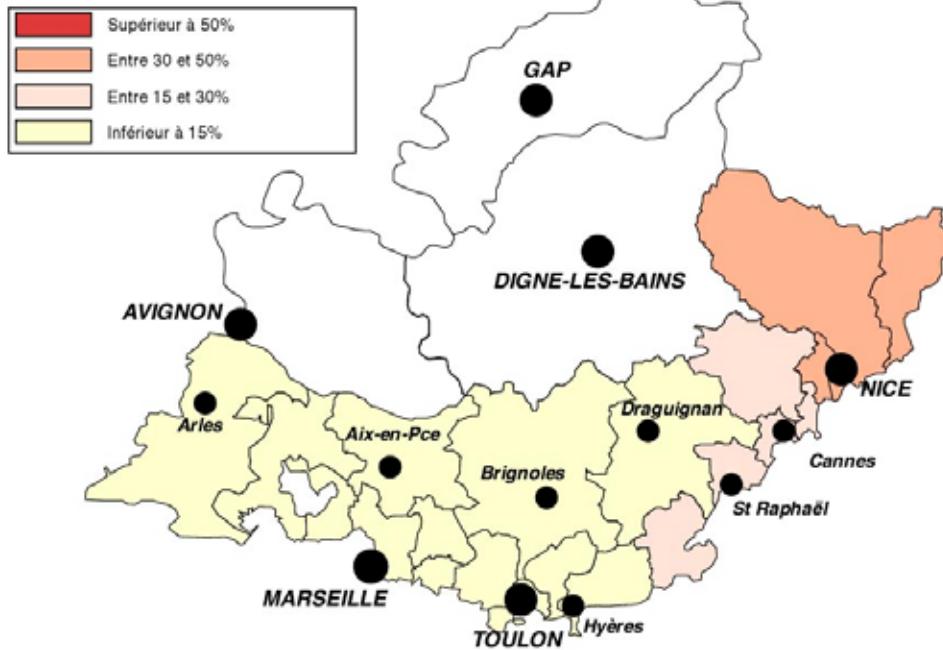 Supérieur à 50%
Entre 30 et 50%
Entre 15 et 30%
Inférieur à 15%
GAP
DIGNE-LES-BAINS
AVIGNON
NICE
Arles
Draguignan
Aix-en-Pce
Cannes
Brignoles
St Raphaël
MARSEILLE
Hyères
TOULON